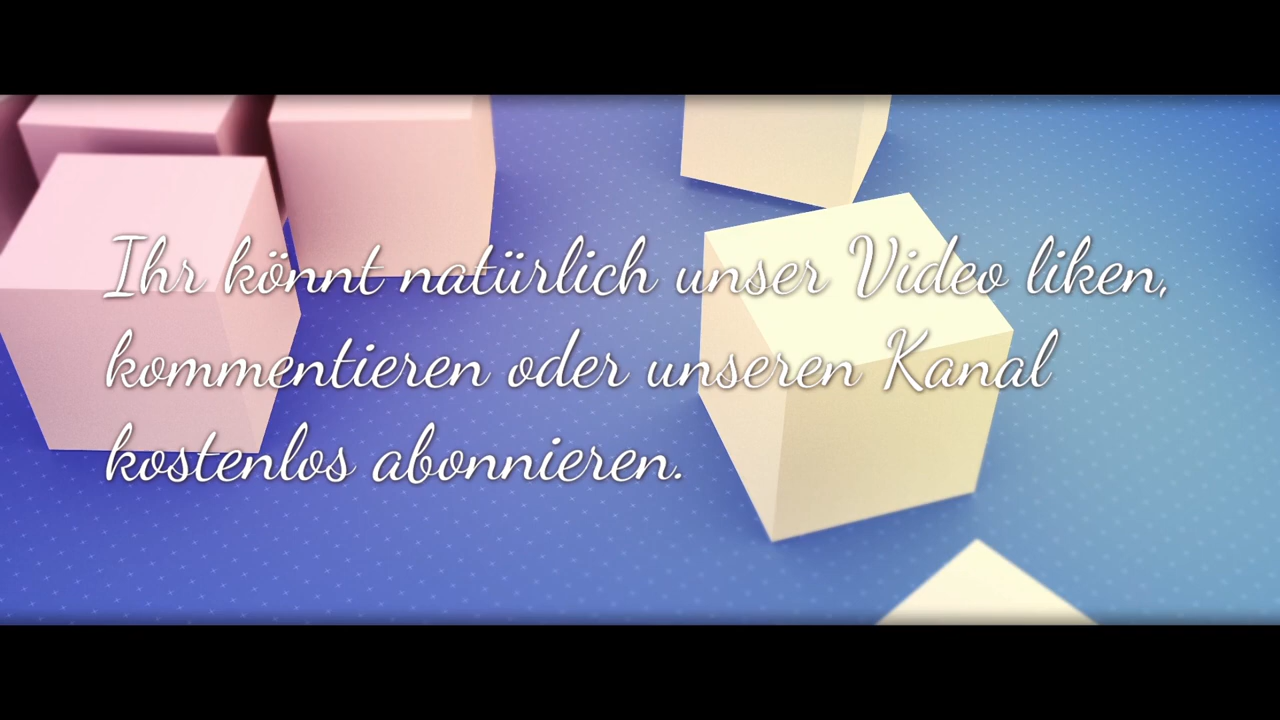 Ihr könnt natürlich unser Video liken,
kommentieren oder unseren Kanal
kostenlos abonnieren.